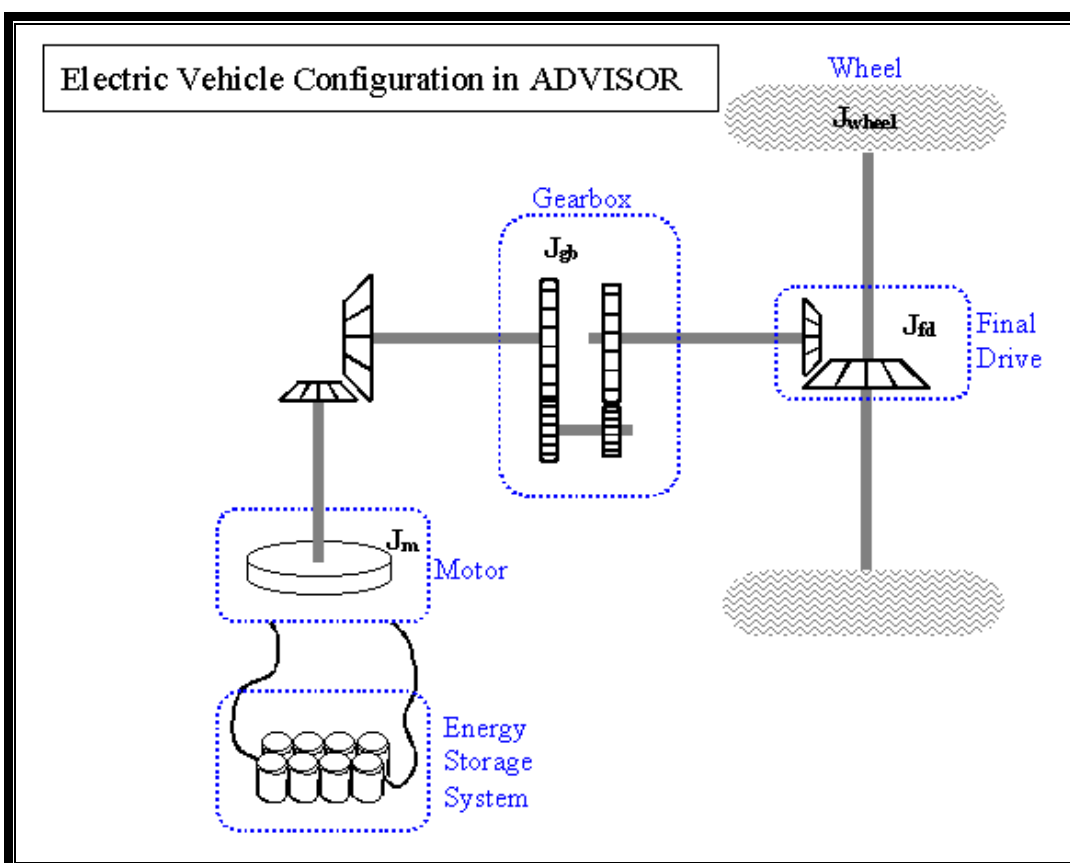 Electric Vehicle Configuration in ADVISOR
Wheel
Jwheel
Gearbox
Jgb
Jfd
Final
Drive
Jm
Motor
Energy
Storage
System